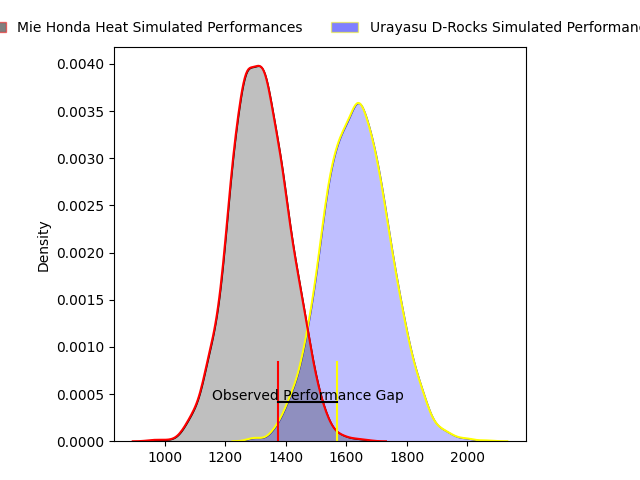 Mie Honda Heat Simulated Performances
Urayasu D-Rocks Simulated
0.0040
0.0035
0.0030
0.0025
0.0020
0.0015
0.0010
0.0005
0.0000
Density
Observed Performance Gap
1000 1200 1400 1600 1800 2000